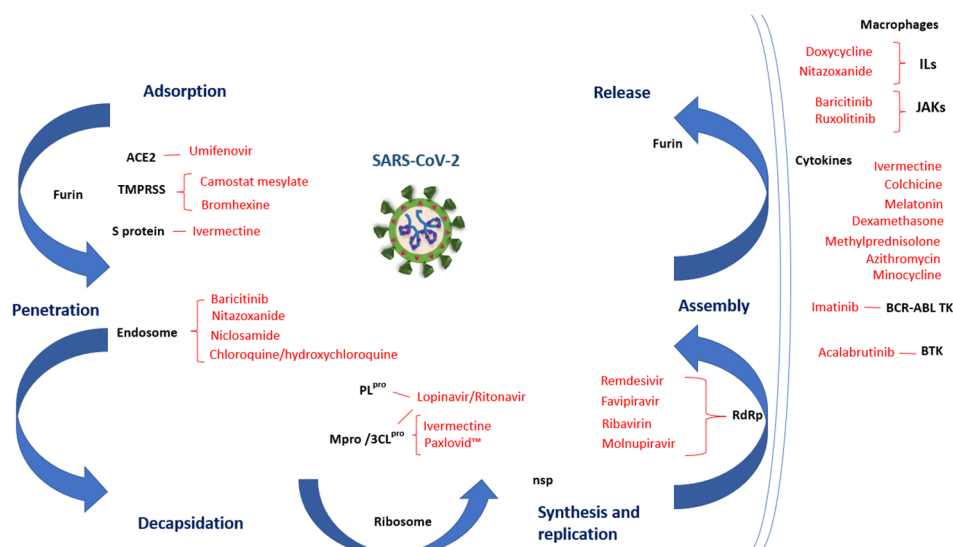 Adsorption
ACE2
Umifenovir
Furin
TMPRSS
Camostat mesylate
Bromhexine
S protein
Ivermectine
SARS-CoV-2
Penetration
Endosome
Baricitinib
Nitazoxanide
Niclosamide
Chloroquine/hydroxychloroquine
Decapsidation
PLpro
Lopinavir/Ritonavir
Mpro /3CLpro
Ivermectine
Paxlovid™
Ribosome
nsp
Synthesis and
replication
Remdesivir
Favipiravir
Ribavirin
Molnupiravir
RdRp
Assembly
Furin
Release
Macrophages
Doxycycline
Nitazoxanide
ILs
Baricitinib
Ruxolitinib
JAKs
Cytokines
Ivermectine
Colchicine
Melatonin
Dexamethasone
Methylprednisolone
Azithromycin
Minocycline
Imatinib
BCR-ABL TK
Acalabrutinib
BTK